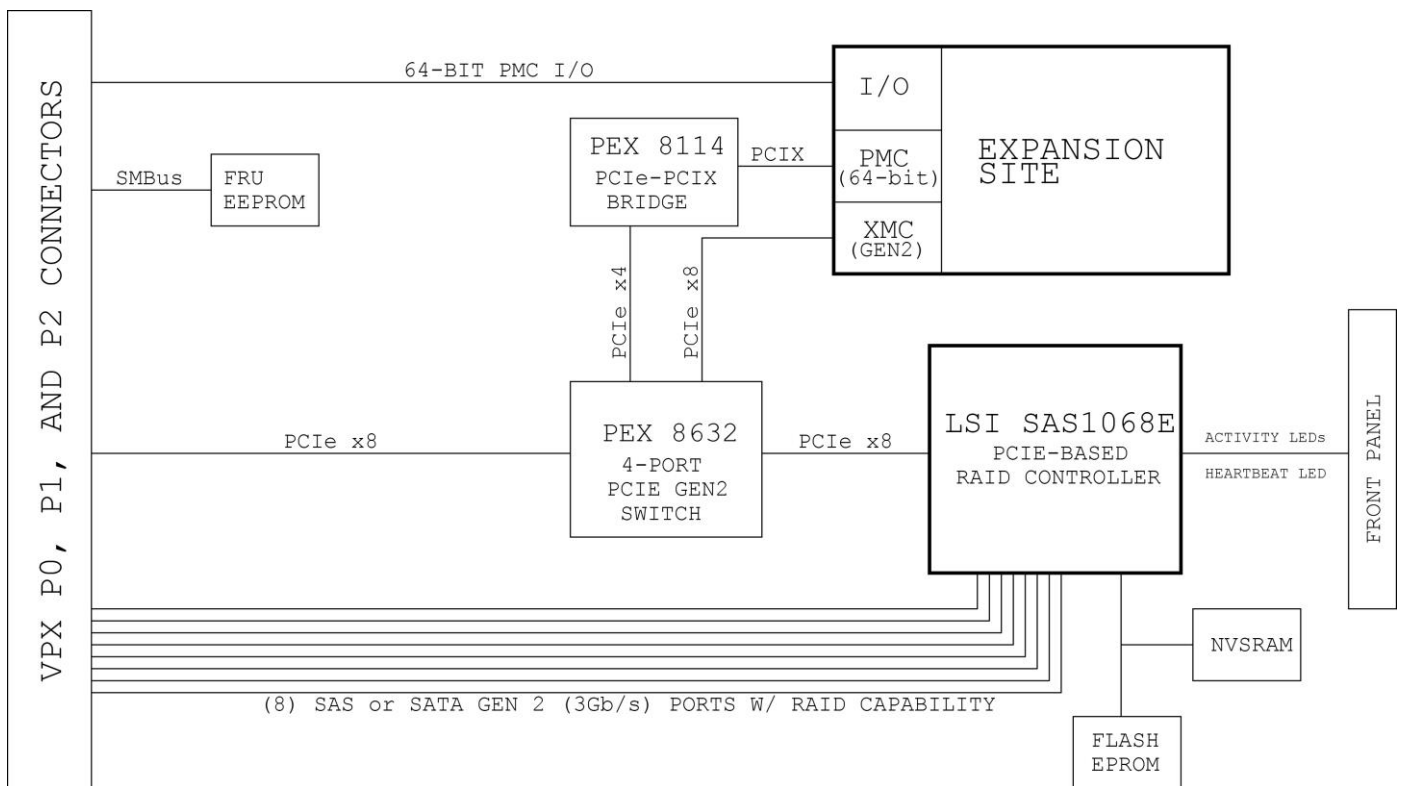 VPX P0, P1, AND P2 CONNECTORS
64-BIT PMC I/O
I/O
EXPANSION
SITE
PMC
(64-bit)
XMC
(GEN2)
PEX 8114
PCIe-PCIX
BRIDGE
PCIX
SMBus
FRU
EEPROM
PCIe x4
PCIe x8
PCIe x8
PEX 8632
4-PORT
PCIE GEN2
SWITCH
PCIe x8
LSI SAS1068E
PCIE-BASED
RAID CONTROLLER
ACTIVITY LEDs
HEARTBEAT LED
FRONT PANEL
NVSRAM
(8) SAS or SATA GEN 2 (3Gb/s) PORTS W/ RAID CAPABILITY
FLASH
EPROM